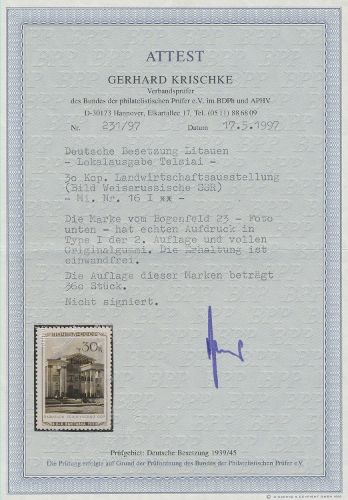 ATTEST
GERHARD KRISCHKE
Verbandsprüfer
des Bundes der philatelistischen Prüfer e.V. im BDPh und APHV
D-30173 Hannover, Elkartallee 17, Tel. (05 11) 88 68 09
Nr. 231/97 Datum 17.5.1997
Deutsche Besetzung Litauen
- Lokalausgabe Telsiai -
30 Kop. Landwirtschaftsausstellung
(Bild Weissrussische SSR)
- Mi. Nr. 16 I ** -
Die Marke vom Bogenfeld 23 - Foto
unten - hat echten Aufdruck in
Type I der 2. Auflage und vollen
Originalgummi. Die Erhaltung ist
einwandfrei.
Die Auflage dieser Marken beträgt
360 Stück.
Nicht signiert.
30
Prüfgebiet: Deutsche Besetzung 1939/45
Die Prüfung erfolgte auf Grund der Prüfordnung des Bundes der Philatelistischen Prüfer e.V.